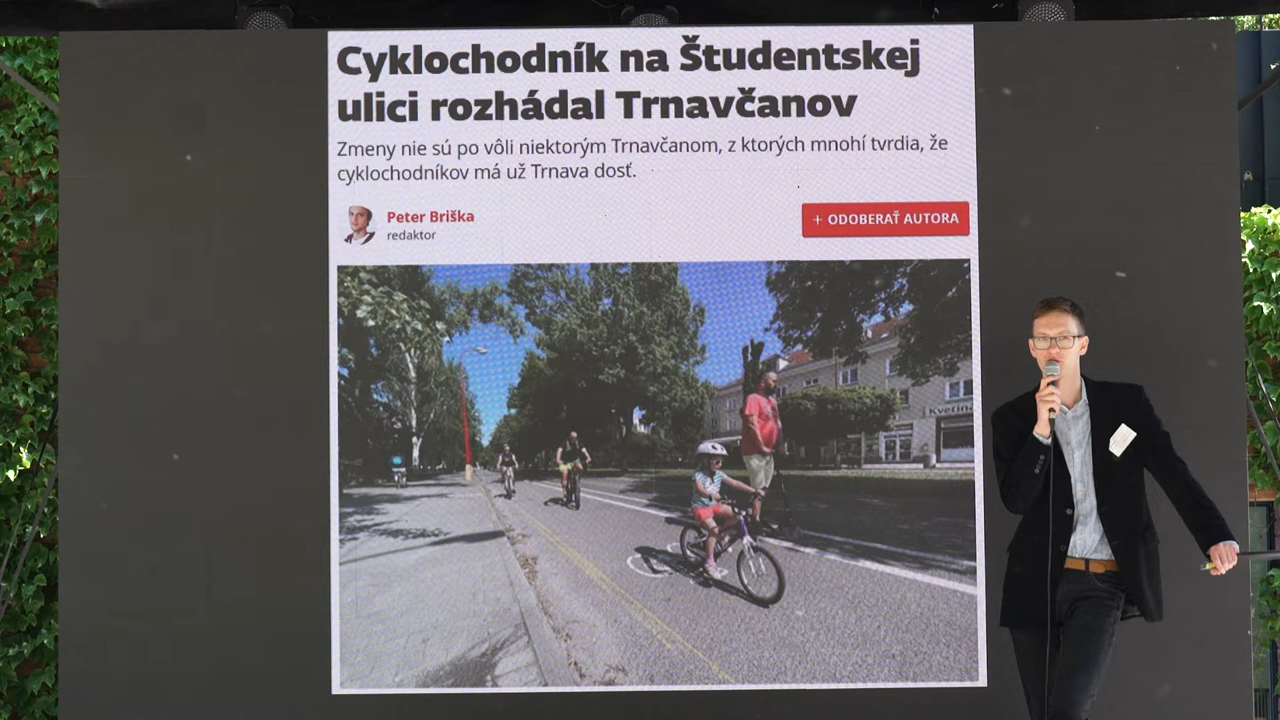 Cyklochodník na Študentskej
ulici rozhádal Trnavčanov
Zmeny nie sú po vôli niektorým Trnavčanom, z ktorých mnohí tvrdia, že
cyklochodníkov má už Trnava dosť.
Peter Briška
redaktor
+ ODOBERAŤ AUTORA